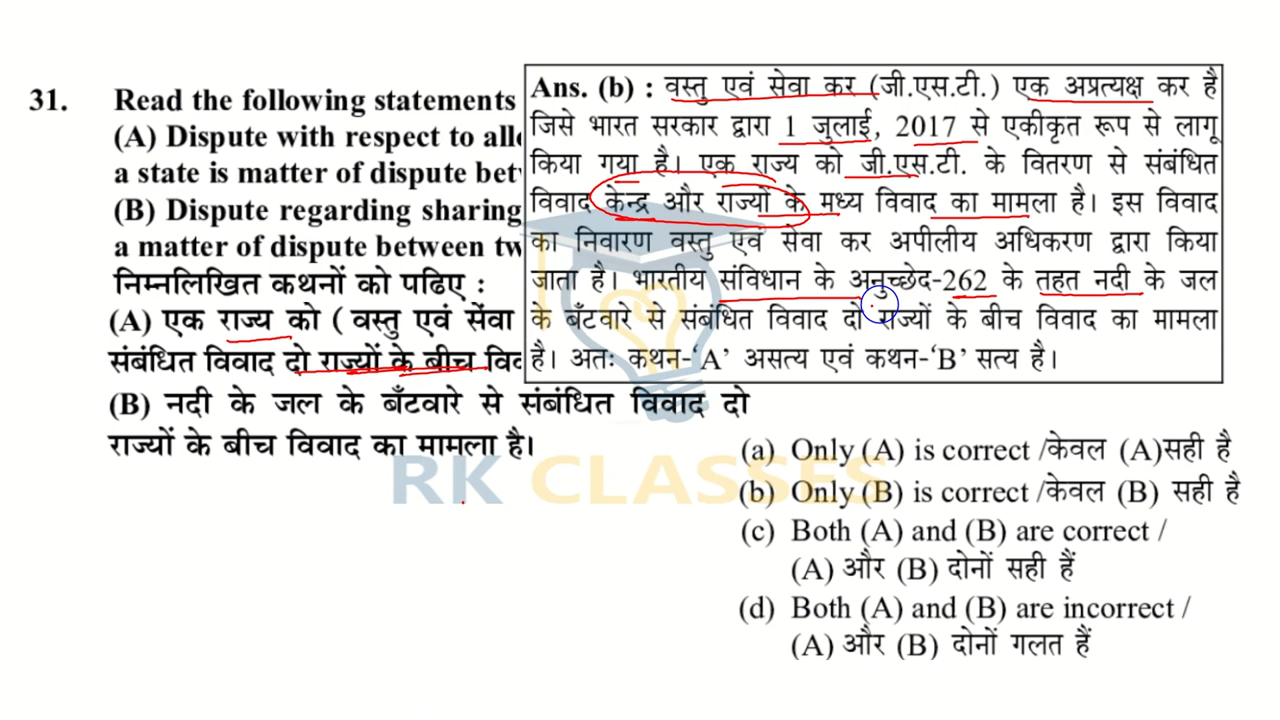 31. Read the following statements
(A) Dispute with respect to
a state is matter of dispute
(B) Dispute regarding sharing
a matter of dispute between
निम्नलिखित कथनों को पढिए :
(A) एक राज्य को ( वस्तु एवं सेंवा
संबंधित विवाद दो राज्यों के बीच
(B) नदी के जल के बँटवारे से संबंधित विवाद दो
राज्यों के बीच विवाद का मामला है।
Ans. (b) : वस्तु एवं सेवा कर (जी.एस.टी.) एक अप्रत्यक्ष कर है
जिसे भारत सरकार द्वारा 1 जुलाई, 2017 से एकीकृत रूप से लागू
किया गया है। एक राज्य को जी.एस.टी. के वितरण से संबंधित
विवाद केन्द्र और राज्यों के मध्य विवाद का मामला है। इस विवाद
का निवारण वस्तु एवं सेवा कर अपीलीय अधिकरण द्वारा किया
जाता है। भारतीय संविधान के अनुच्छेद-262 के तहत नदी के जल
के बँटवारे से संबंधित विवाद दो राज्यों के बीच विवाद का मामला
है। अतः कथन-‘A’ असत्य एवं कथन-‘B’ सत्य है।
RK CLASSES
(a) Only (A) is correct /केवल (A)सही है
(b) Only (B) is correct /केवल (B) सही है
(c) Both (A) and (B) are correct /
(A) और (B) दोनों सही हैं
(d) Both (A) and (B) are incorrect /
(A) और (B) दोनों गलत हैं